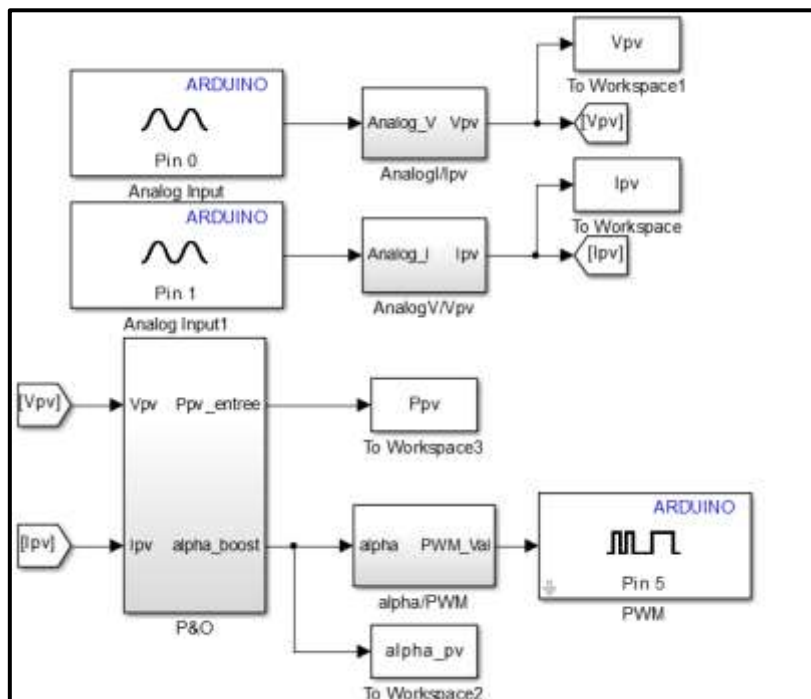 ARDUINO
Pin 0
Analog Input
Analog_V Vpv
AnalogI/Ipv
Vpv
To Workspace1
[Vpv]
ARDUINO
Pin 1
Analog Input1
Analog_I Ipv
AnalogV/Vpv
Ipv
To Workspace
[Ipv]
[Vpv]
Vpv Ppv_entree
Ppv
To Workspace3
[Ipv]
Ipv alpha_boost
P&O
alpha PWM_Val
alpha/PWM
ARDUINO
Pin 5
PWM
alpha_pv
To Workspace2